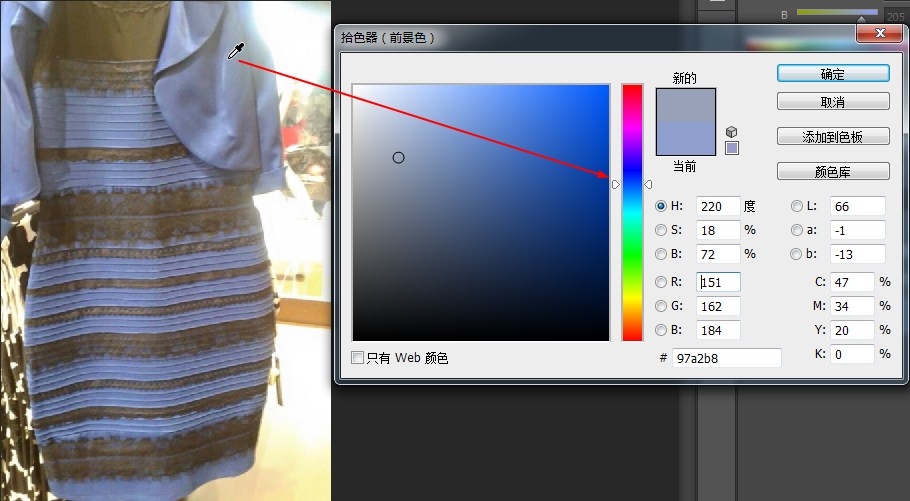 B
205
拾色器（前景色）
新的
当前
确定
取消
添加到色板
颜色库
H: 220 度
S: 18 %
B: 72 %
R: 151
G: 162
B: 184
L: 66
a: -1
b: -13
C: 47 %
M: 34 %
Y: 20 %
K: 0 %
只有 Web 颜色
# 97a2b8